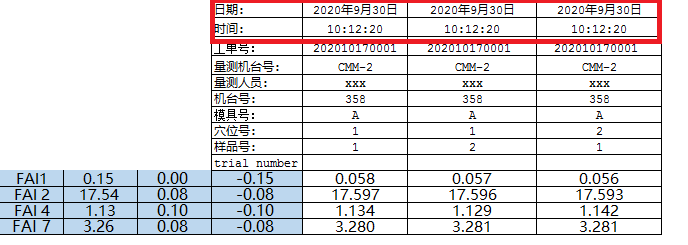 日期: 2020年9月30日 2020年9月30日 2020年9月30日
时间: 10:12:20 10:12:20 10:12:20
工单号: 202010170001 202010170001 202010170001
量测机台号: CMM-2 CMM-2 CMM-2
量测人员: xxx xxx xxx
机台号: 358 358 358
模具号: A A A
穴位号: 1 1 2
样品号: 1 2 1
trial number
FAI1 0.15 0.00 -0.15 0.058 0.057 0.056
FAI 2 17.54 0.08 -0.08 17.597 17.596 17.593
FAI 4 1.13 0.10 -0.10 1.134 1.129 1.142
FAI 7 3.26 0.08 -0.08 3.280 3.281 3.281